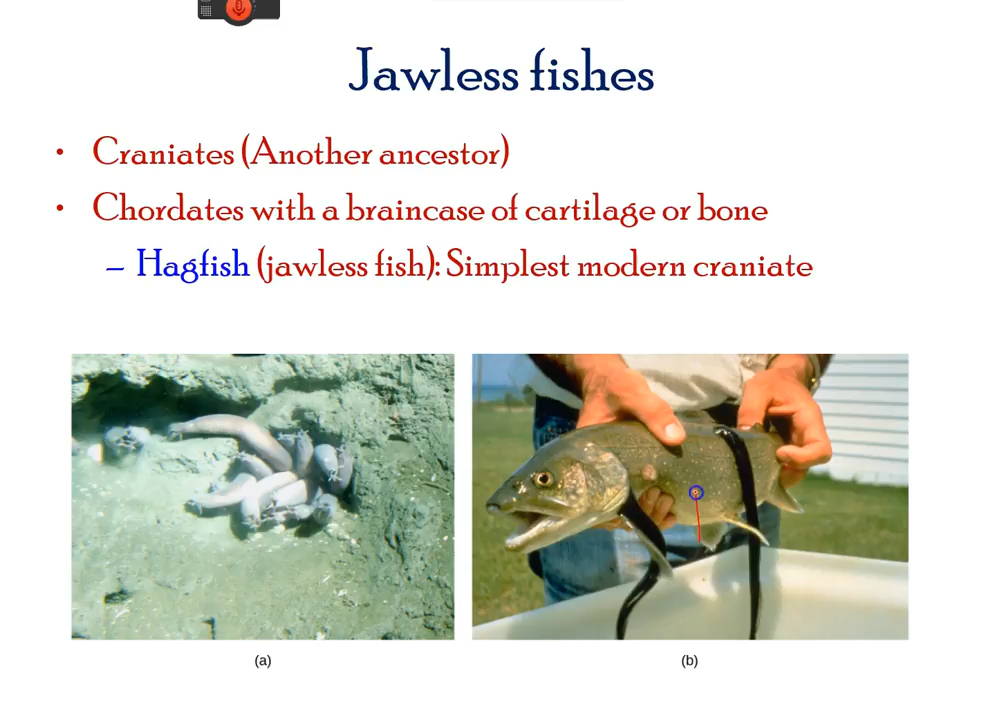 Jawless fishes
• Craniates (Another ancestor)
• Chordates with a braincase of cartilage or bone
– Hagfish (jawless fish): Simplest modern craniate
(a)
(b)